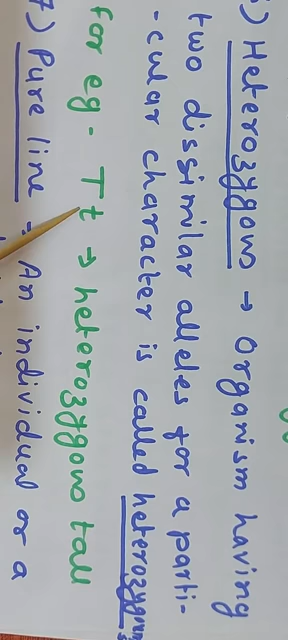 ) Heterozygous → Organism having
two dissimilar alleles for a parti-
-cular character is called heterozygous
for eg. Tt → heterozygous tall
7) Pure line - An individual or a